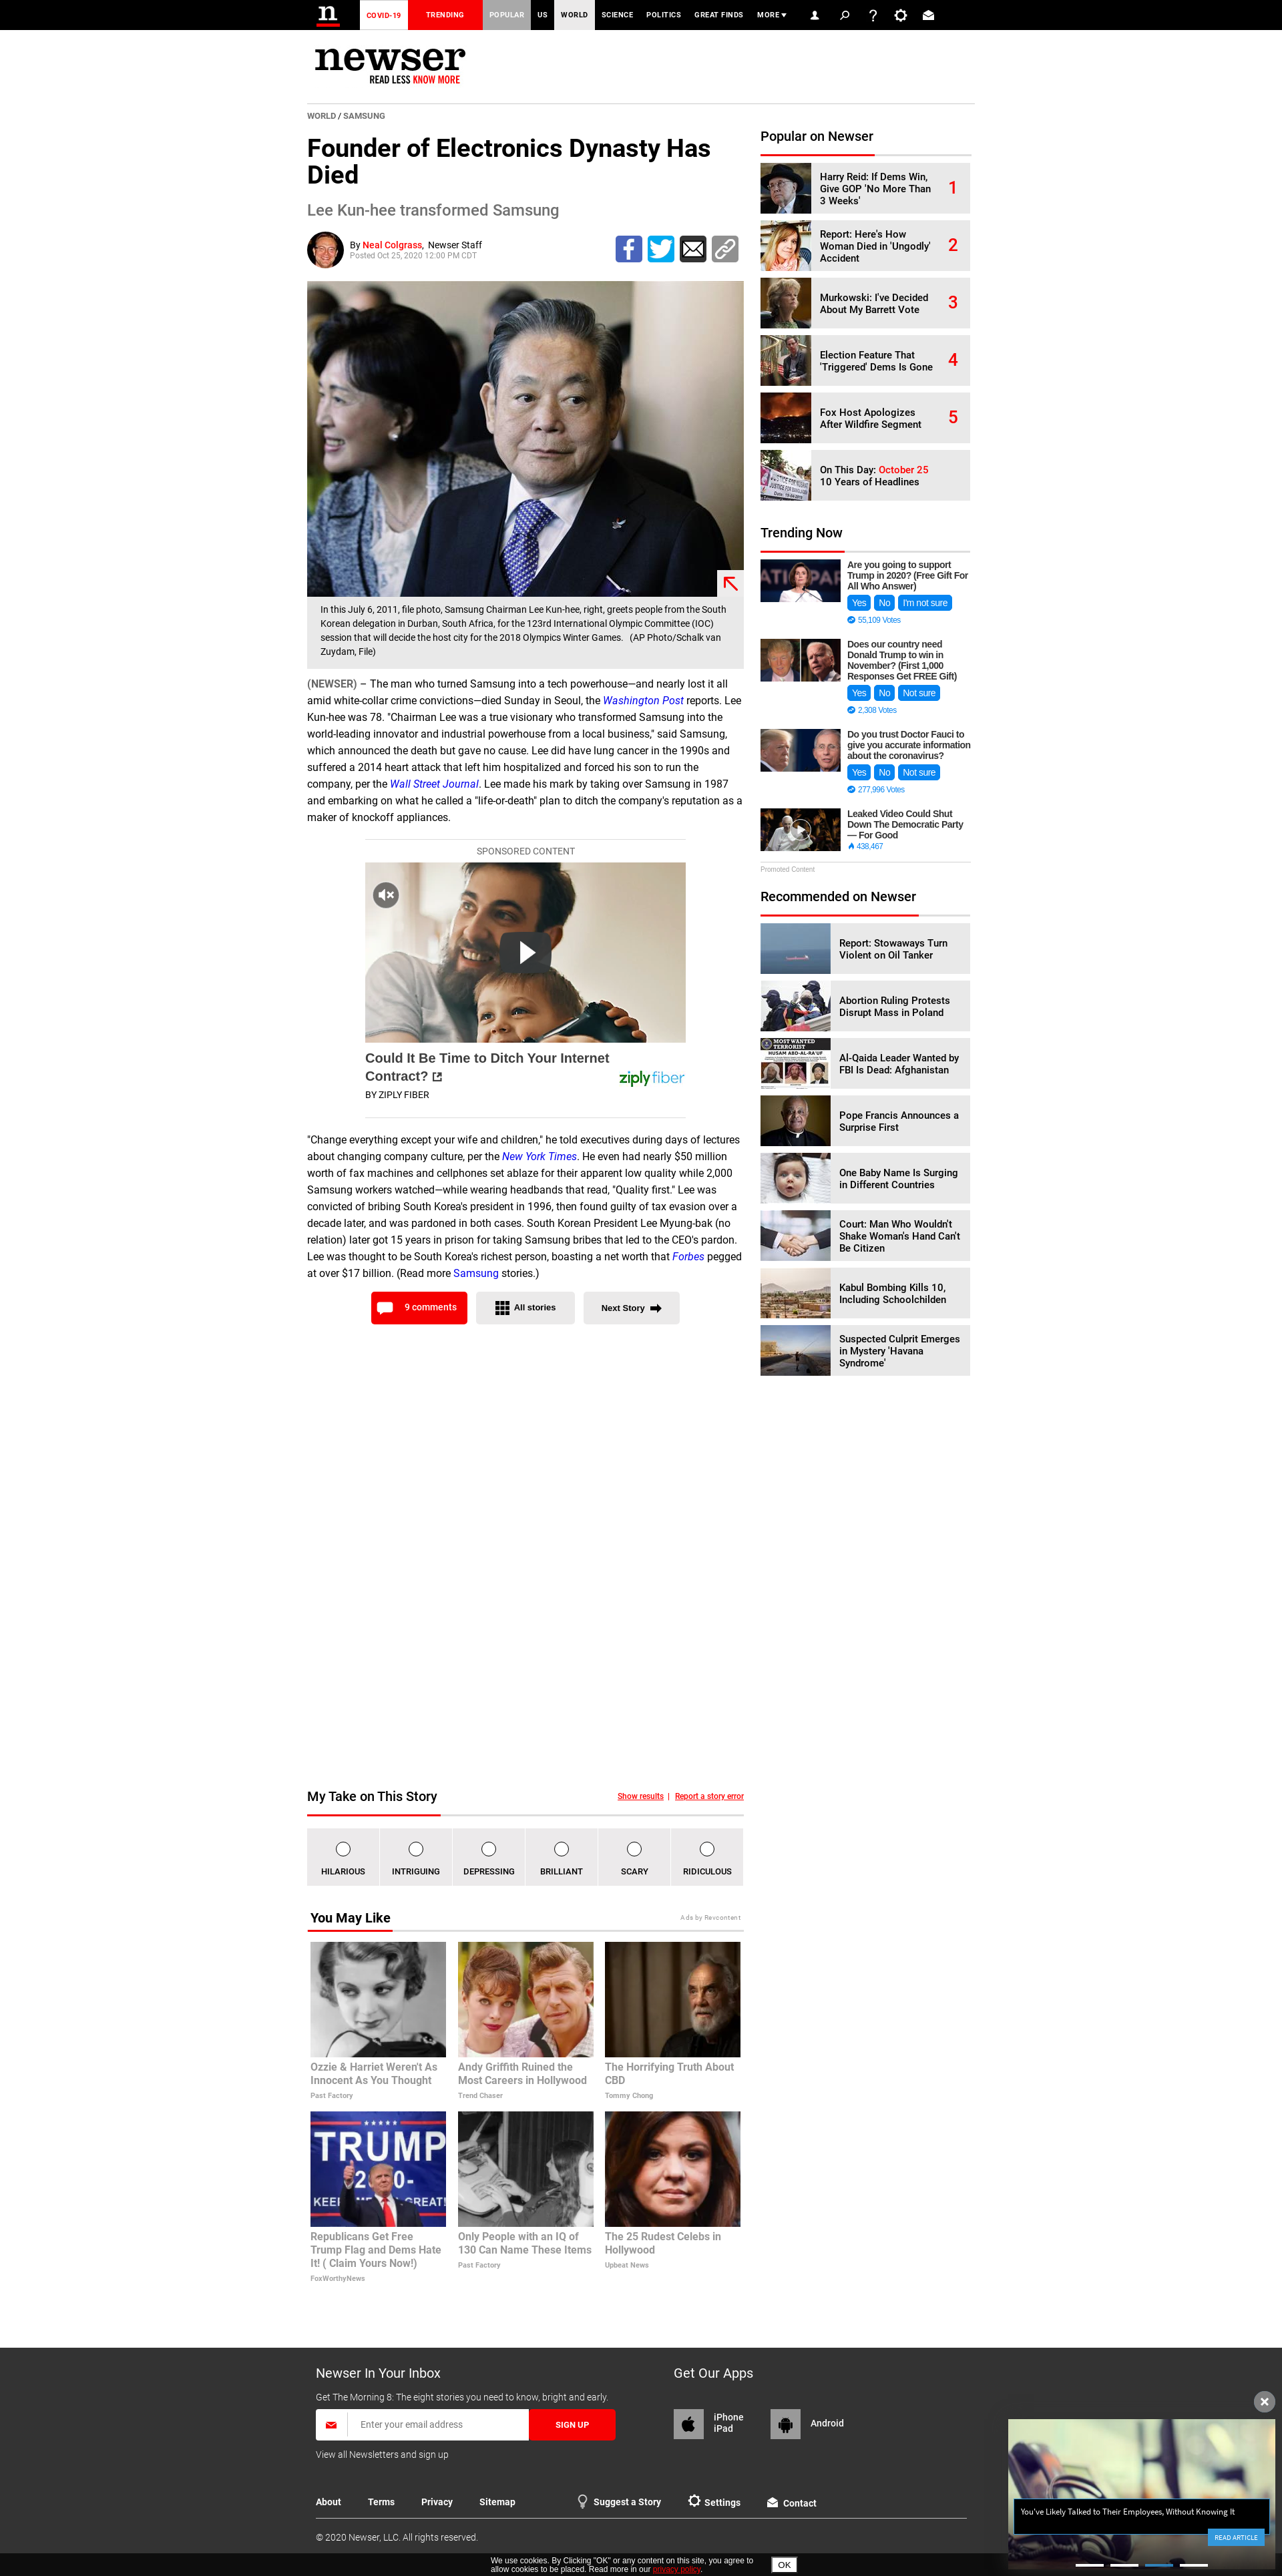 n
COVID-19
TRENDING
POPULAR
US
WORLD
SCIENCE
POLITICS
GREAT FINDS
MORE
newser
READ LESS KNOW MORE
WORLD / SAMSUNG
Founder of Electronics Dynasty Has
Died
Lee Kun-hee transformed Samsung
By Neal Colgrass, Newser Staff
Posted Oct 25, 2020 12:00 PM CDT
In this July 6, 2011, file photo, Samsung Chairman Lee Kun-hee, right, greets people from the South
Korean delegation in Durban, South Africa, for the 123rd International Olympic Committee (IOC)
session that will decide the host city for the 2018 Olympics Winter Games. (AP Photo/Schalk van
Zuydam, File)
(NEWSER) – The man who turned Samsung into a tech powerhouse—and nearly lost it all
amid white-collar crime convictions—died Sunday in Seoul, the Washington Post reports. Lee
Kun-hee was 78. "Chairman Lee was a true visionary who transformed Samsung into the
world-leading innovator and industrial powerhouse from a local business," said Samsung,
which announced the death but gave no cause. Lee did have lung cancer in the 1990s and
suffered a 2014 heart attack that left him hospitalized and forced his son to run the
company, per the Wall Street Journal. Lee made his mark by taking over Samsung in 1987
and embarking on what he called a "life-or-death" plan to ditch the company's reputation as a
maker of knockoff appliances.
SPONSORED CONTENT
Could It Be Time to Ditch Your Internet
Contract?
ziplyfiber
BY ZIPLY FIBER
"Change everything except your wife and children," he told executives during days of lectures
about changing company culture, per the New York Times. He even had nearly $50 million
worth of fax machines and cellphones set ablaze for their apparent low quality while 2,000
Samsung workers watched—while wearing headbands that read, "Quality first." Lee was
convicted of bribing South Korea's president in 1996, then found guilty of tax evasion over a
decade later, and was pardoned in both cases. South Korean President Lee Myung-bak (no
relation) later got 15 years in prison for taking Samsung bribes that led to the CEO's pardon.
Lee was thought to be South Korea's richest person, boasting a net worth that Forbes pegged
at over $17 billion. (Read more Samsung stories.)
9 comments
All stories
Next Story
Popular on Newser
Harry Reid: If Dems Win,
Give GOP 'No More Than
3 Weeks'
1
Report: Here's How
Woman Died in 'Ungodly'
Accident
2
Murkowski: I've Decided
About My Barrett Vote
3
Election Feature That
'Triggered' Dems Is Gone
4
Fox Host Apologizes
After Wildfire Segment
5
On This Day: October 25
10 Years of Headlines
Trending Now
Are you going to support
Trump in 2020? (Free Gift For
All Who Answer)
Yes
No
I'm not sure
55,109 Votes
Does our country need
Donald Trump to win in
November? (First 1,000
Responses Get FREE Gift)
Yes
No
Not sure
2,308 Votes
Do you trust Doctor Fauci to
give you accurate information
about the coronavirus?
Yes
No
Not sure
277,996 Votes
Leaked Video Could Shut
Down The Democratic Party
— For Good
438,467
Promoted Content
Recommended on Newser
Report: Stowaways Turn
Violent on Oil Tanker
Abortion Ruling Protests
Disrupt Mass in Poland
MOST WANTED
TERRORIST
HUSAM ABD-AL-RA'UF
Al-Qaida Leader Wanted by
FBI Is Dead: Afghanistan
Pope Francis Announces a
Surprise First
One Baby Name Is Surging
in Different Countries
Court: Man Who Wouldn't
Shake Woman's Hand Can't
Be Citizen
Kabul Bombing Kills 10,
Including Schoolchilden
Suspected Culprit Emerges
in Mystery 'Havana
Syndrome'
My Take on This Story
Show results | Report a story error
HILARIOUS
INTRIGUING
DEPRESSING
BRILLIANT
SCARY
RIDICULOUS
You May Like
Ads by Revcontent
Ozzie & Harriet Weren't As
Innocent As You Thought
Past Factory
Andy Griffith Ruined the
Most Careers in Hollywood
Trend Chaser
The Horrifying Truth About
CBD
Tommy Chong
TRUMP
Republicans Get Free
Trump Flag and Dems Hate
It! ( Claim Yours Now!)
FoxWorthyNews
Only People with an IQ of
130 Can Name These Items
Past Factory
The 25 Rudest Celebs in
Hollywood
Upbeat News
Newser In Your Inbox
Get The Morning 8: The eight stories you need to know, bright and early.
Enter your email address
SIGN UP
View all Newsletters and sign up
Get Our Apps
iPhone
iPad
Android
About
Terms
Privacy
Sitemap
Suggest a Story
Settings
Contact
© 2020 Newser, LLC. All rights reserved.
You've Likely Talked to Their Employees, Without Knowing It
READ ARTICLE
We use cookies. By Clicking "OK" or any content on this site, you agree to
allow cookies to be placed. Read more in our privacy policy.
OK